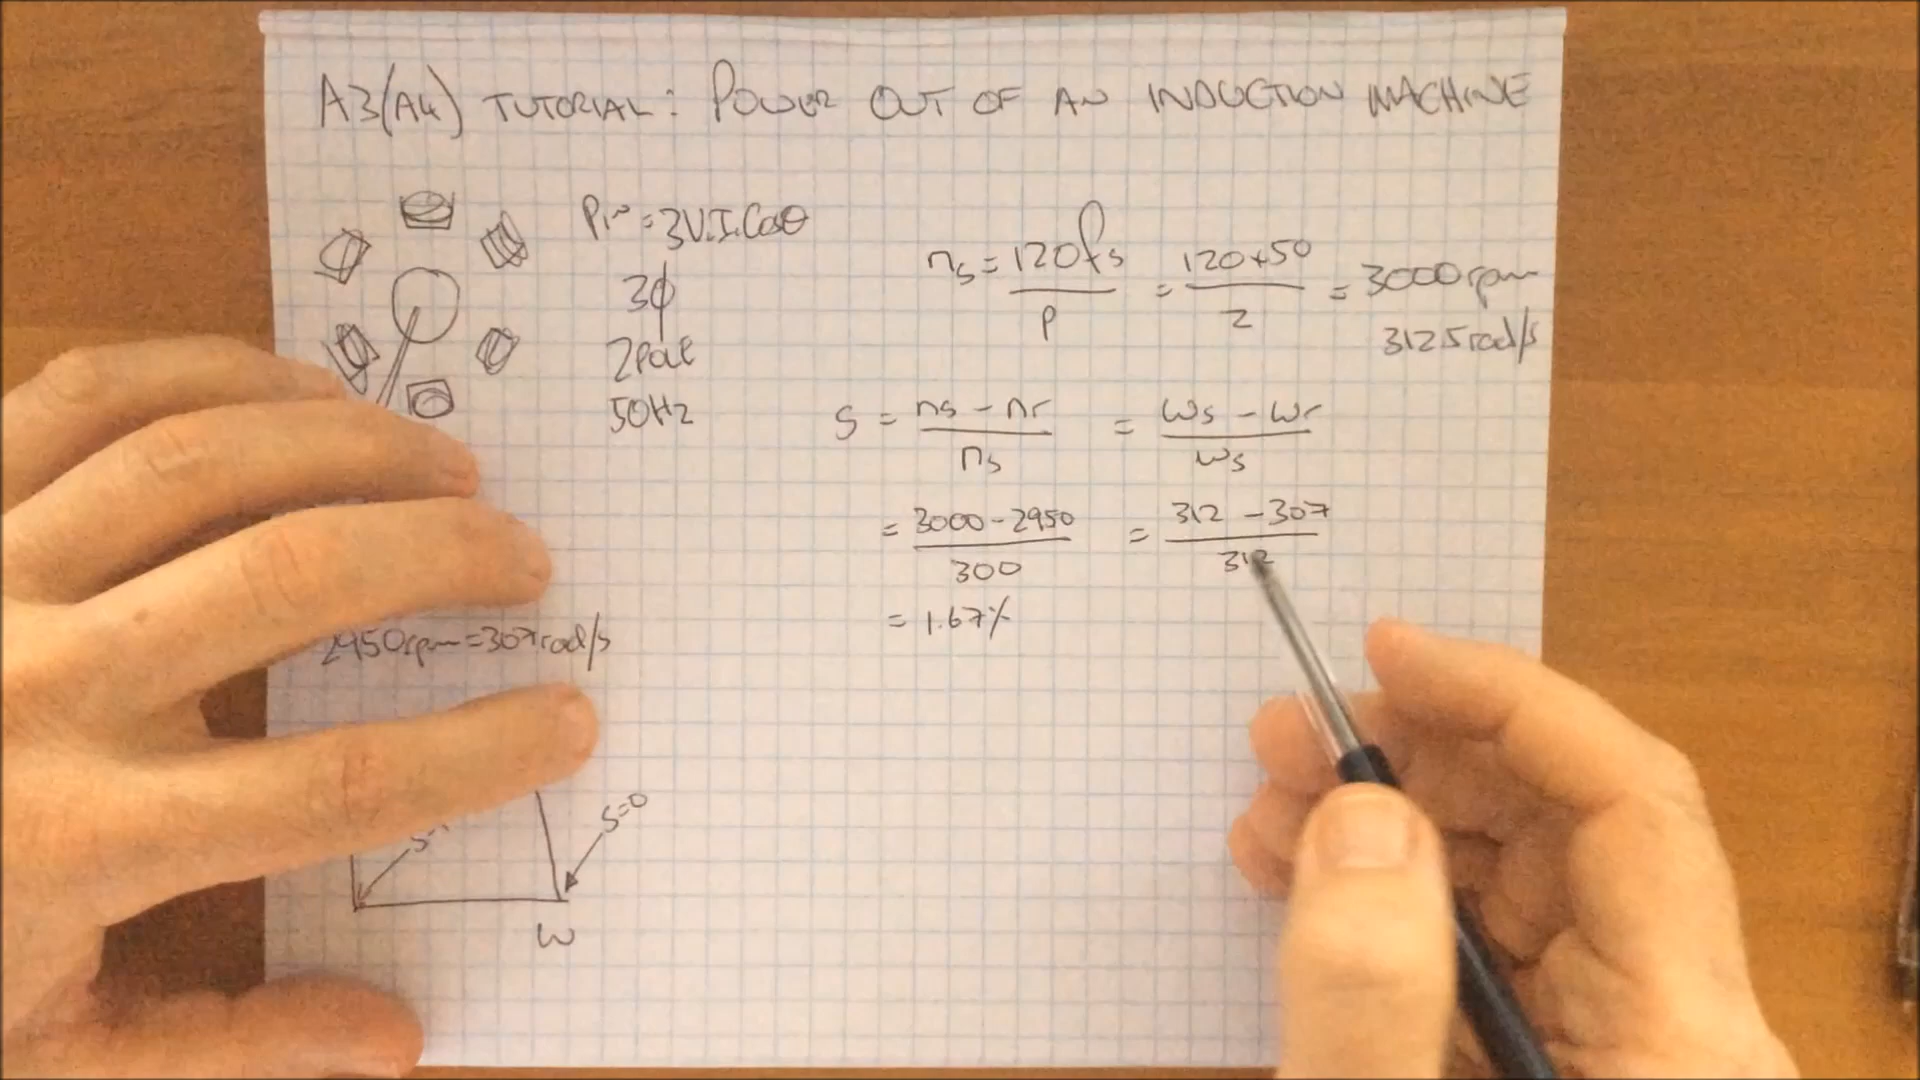 A3(A4) TUTORIAL: POWER OUT OF AN INDUCTION MACHINE
Pin = 3V.I.Cosθ
3ϕ
2 Pole
50Hz
ns = 120fs / P = 120*50 / 2 = 3000rpm
312.5rad/s
S = ns - nr / ns = ωs - ωr / ωs
= 3000 - 2950 / 300 = 312 - 307 / 312
= 1.67%
2950rpm = 307rad/s
S=0
ω